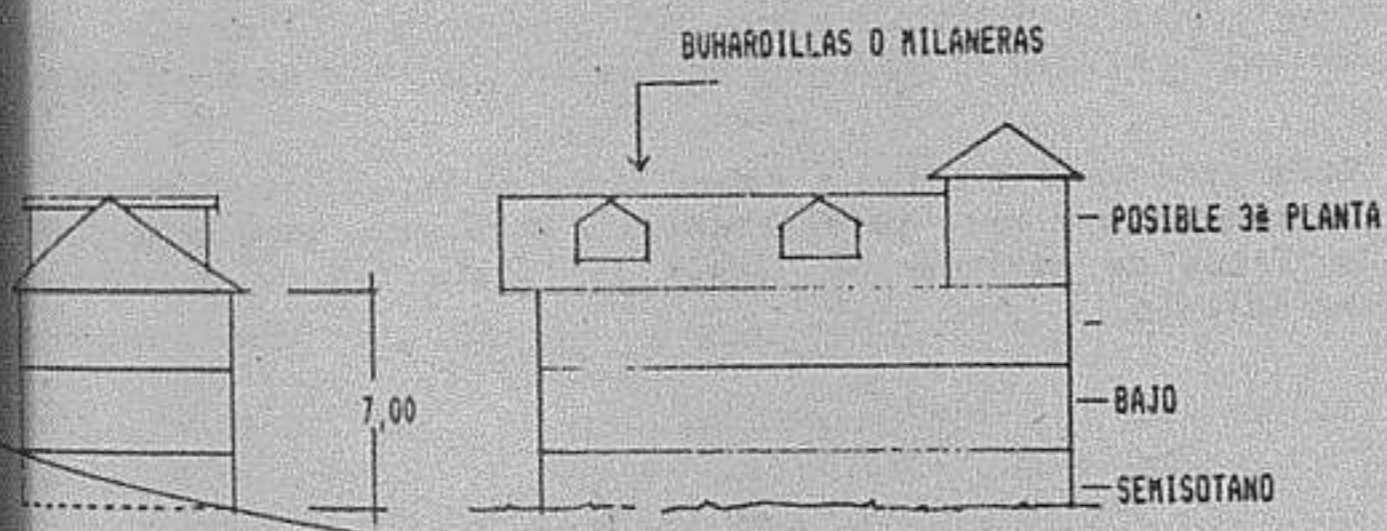 BUHARDILLAS O MILANERAS
POSIBLE 3ª PLANTA
7,00
BAJO
SEMISOTANO